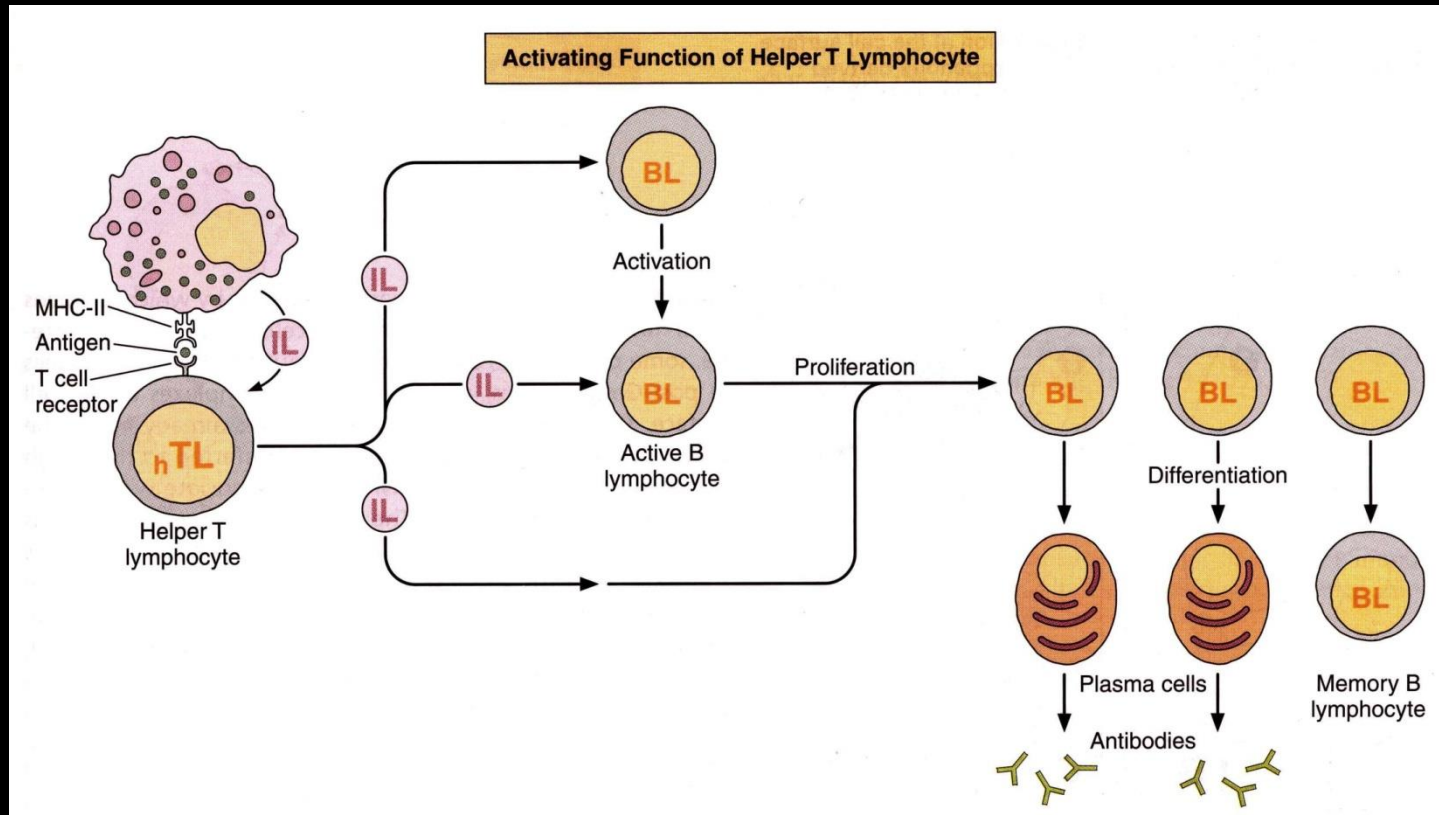 Activating Function of Helper T Lymphocyte
BL
Activation
IL
MHC-II
Antigen
T cell
receptor
IL
IL
BL
Active B
lymphocyte
Proliferation
BL
BL
BL
hTL
Helper T
lymphocyte
IL
Differentiation
BL
Plasma cells
Memory B
lymphocyte
Antibodies